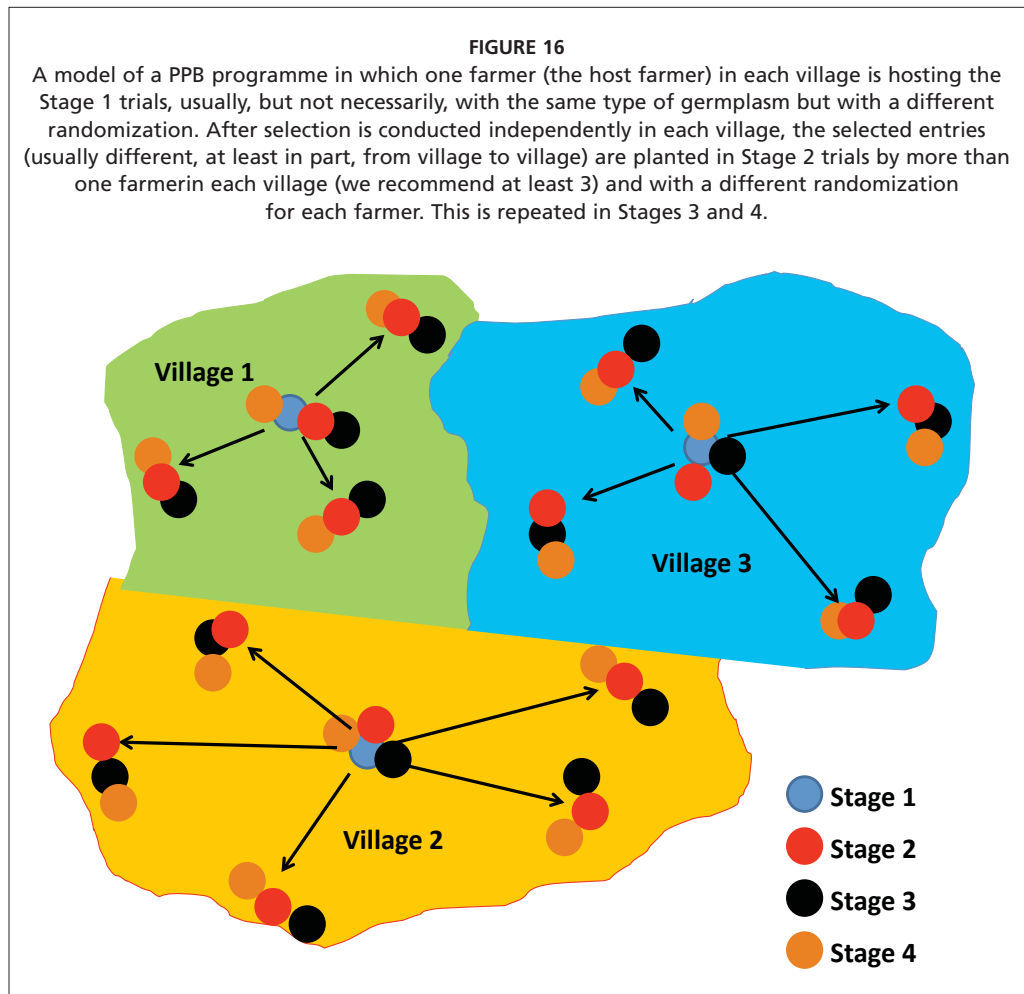 FIGURE 16
A model of a PPB programme in which one farmer (the host farmer) in each village is hosting the
Stage 1 trials, usually, but not necessarily, with the same type of germplasm but with a different
randomization. After selection is conducted independently in each village, the selected entries
(usually different, at least in part, from village to village) are planted in Stage 2 trials by more than
one farmerin each village (we recommend at least 3) and with a different randomization
for each farmer. This is repeated in Stages 3 and 4.
Village 1
Village 3
Village 2
Stage 1
Stage 2
Stage 3
Stage 4